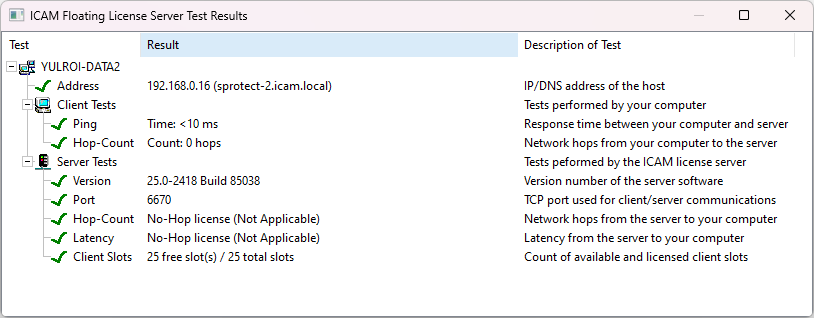 ICAM Floating License Server Test Results
Test Result Description of Test
YULROI-DATA2
Address 192.168.0.16 (sprotect-2.icam.local) IP/DNS address of the host
Client Tests Tests performed by your computer
Ping Time: <10 ms Response time between your computer and server
Hop-Count Count: 0 hops Network hops from your computer to the server
Server Tests Tests peformed by the ICAM license server
Version 25.0-2418 Build 85038 Version number of the server software
Port 6670 TCP port used for client/server communications
Hop-Count No-Hop license (Not Applicable) Network hops from the server to your computer
Latency No-Hop license (Not Applicable) Latency from the server to your computer
Client Slots 25 free slot(s) / 25 total slots Count of available and licensed client slots